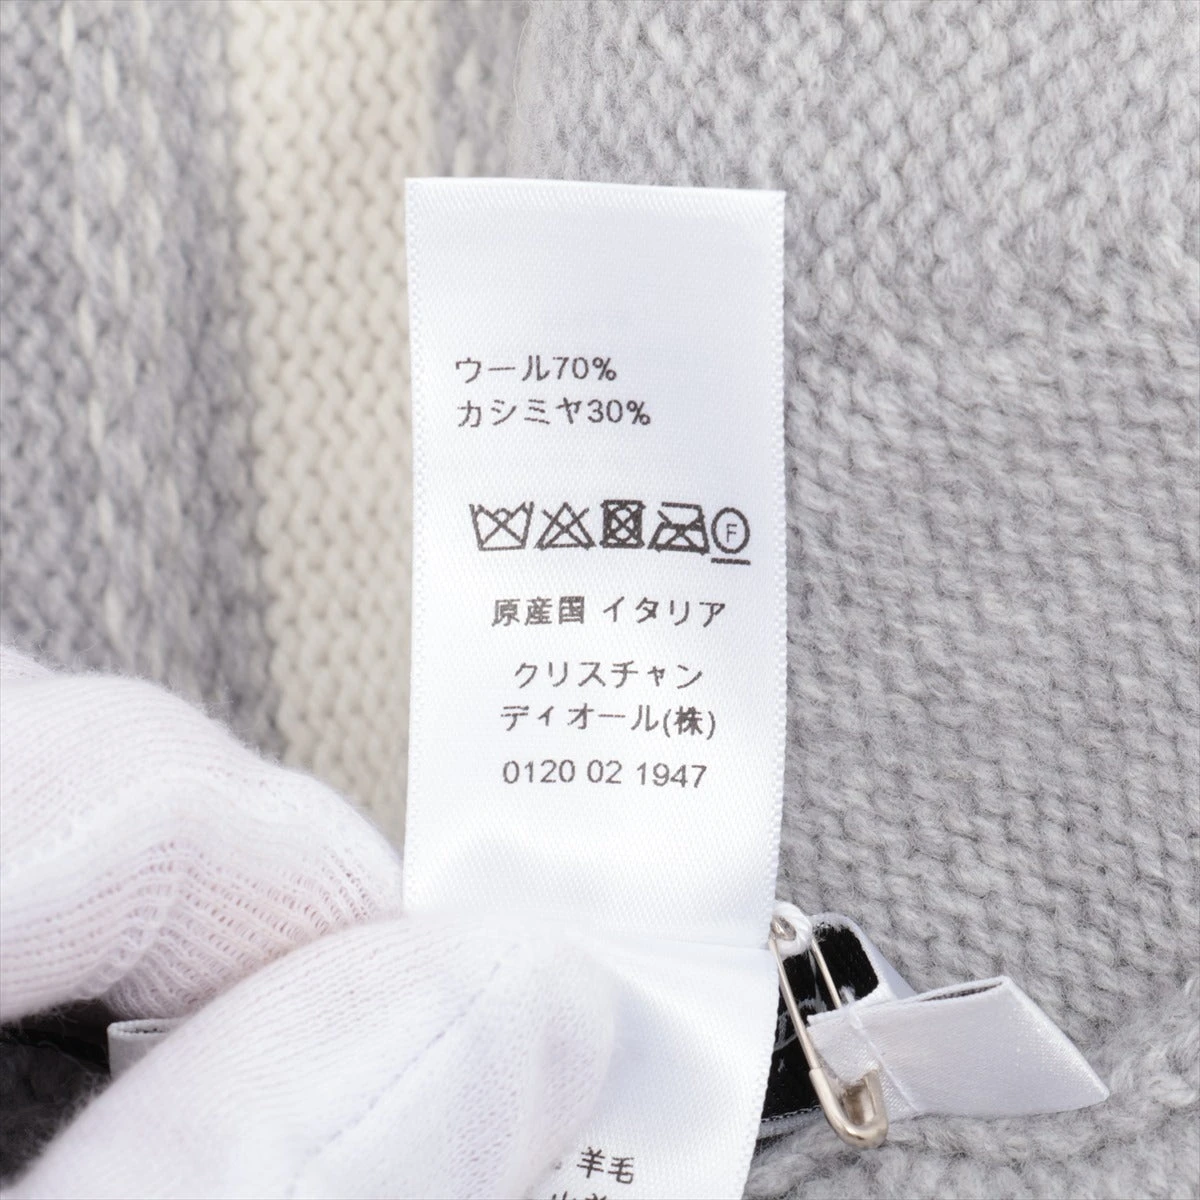 ウール70%
カシミヤ30%
F
原産国 イタリア
クリスチャン
ディオール(株)
0120 02 1947
羊毛